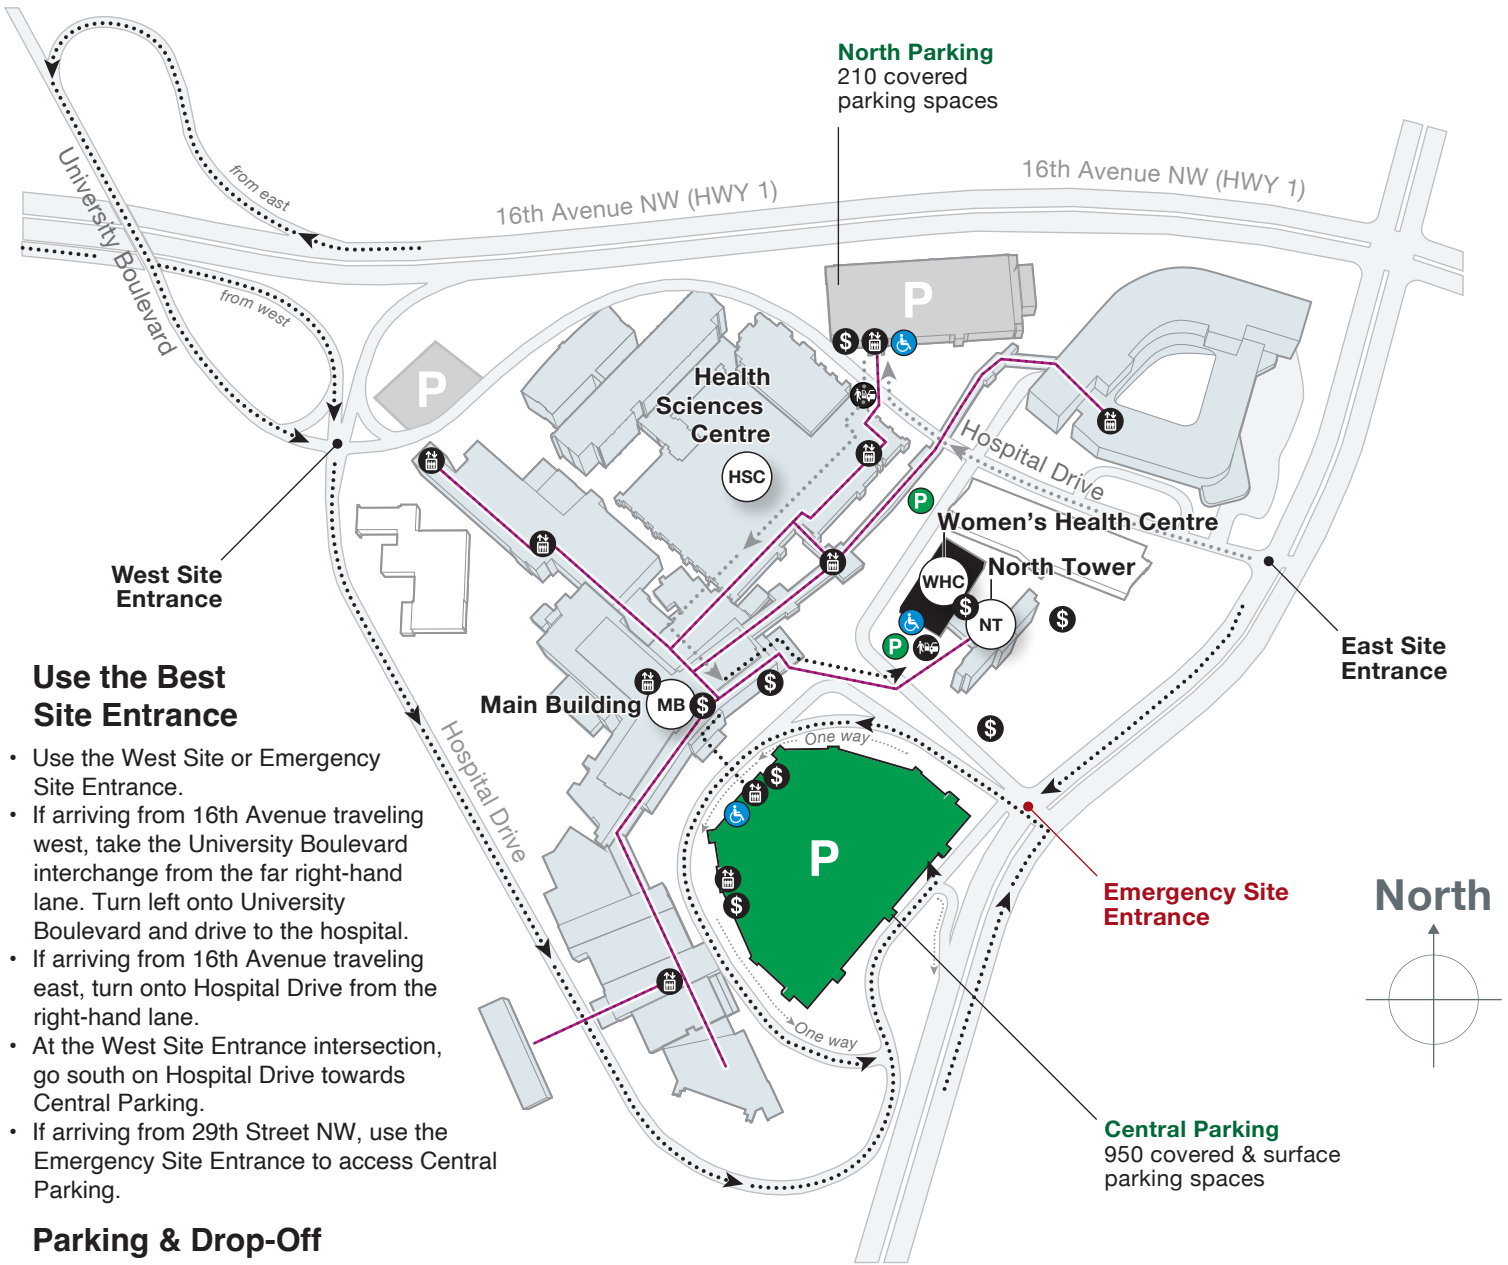 North Parking
210 covered
parking spaces
16th Avenue NW (HWY 1)
16th Avenue NW (HWY 1)
University Boulevard
from east
from west
P
P
Health
Sciences
Centre
HSC
Hospital Drive
P
Women's Health Centre
WHC
North Tower
NT
$
$
$
P
West Site
Entrance
East Site
Entrance
Main Building
MB
$
$
$
Hospital Drive
One way
$
P
$
One way
Emergency Site
Entrance
North
Central Parking
950 covered & surface
parking spaces
Use the Best
Site Entrance
• Use the West Site or Emergency
Site Entrance.
• If arriving from 16th Avenue traveling
west, take the University Boulevard
interchange from the far right-hand
lane. Turn left onto University
Boulevard and drive to the hospital.
• If arriving from 16th Avenue traveling
east, turn onto Hospital Drive from the
right-hand lane.
• At the West Site Entrance intersection,
go south on Hospital Drive towards
Central Parking.
• If arriving from 29th Street NW, use the
Emergency Site Entrance to access Central
Parking.
Parking & Drop-Off